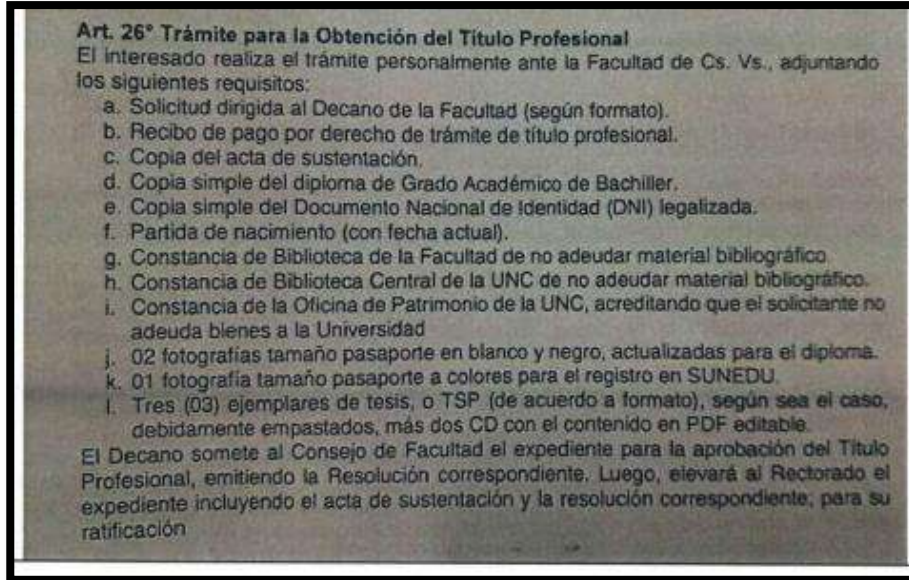 Art. 26° Trámite para la Obtención del Título Profesional
El interesado realiza el trámite personalmente ante la Facultad de Cs. Vs., adjuntando
los siguientes requisitos:
a. Solicitud dirigida al Decano de la Facultad (según formato).
b. Recibo de pago por derecho de trámite de título profesional.
c. Copia del acta de sustentación.
d. Copia simple del diploma de Grado Académico de Bachiller.
e. Copia simple del Documento Nacional de Identidad (DNI) legalizada.
f. Partida de nacimiento (con fecha actual).
g. Constancia de Biblioteca de la Facultad de no adeudar material bibliográfico.
h. Constancia de Biblioteca Central de la UNC de no adeudar material bibliográfico.
i. Constancia de la Oficina de Patrimonio de la UNC, acreditando que el solicitante no
adeuda bienes a la Universidad
j. 02 fotografías tamaño pasaporte en blanco y negro, actualizadas para el diploma.
k. 01 fotografía tamaño pasaporte a colores para el registro en SUNEDU.
l. Tres (03) ejemplares de tesis, o TSP (de acuerdo a formato), según sea el caso,
debidamente empastados, más dos CD con el contenido en PDF editable.
El Decano somete al Consejo de Facultad el expediente para la aprobación del Título
Profesional, emitiendo la Resolución correspondiente. Luego, elevará al Rectorado el
expediente incluyendo el acta de sustentación y la resolución correspondiente; para su
ratificación